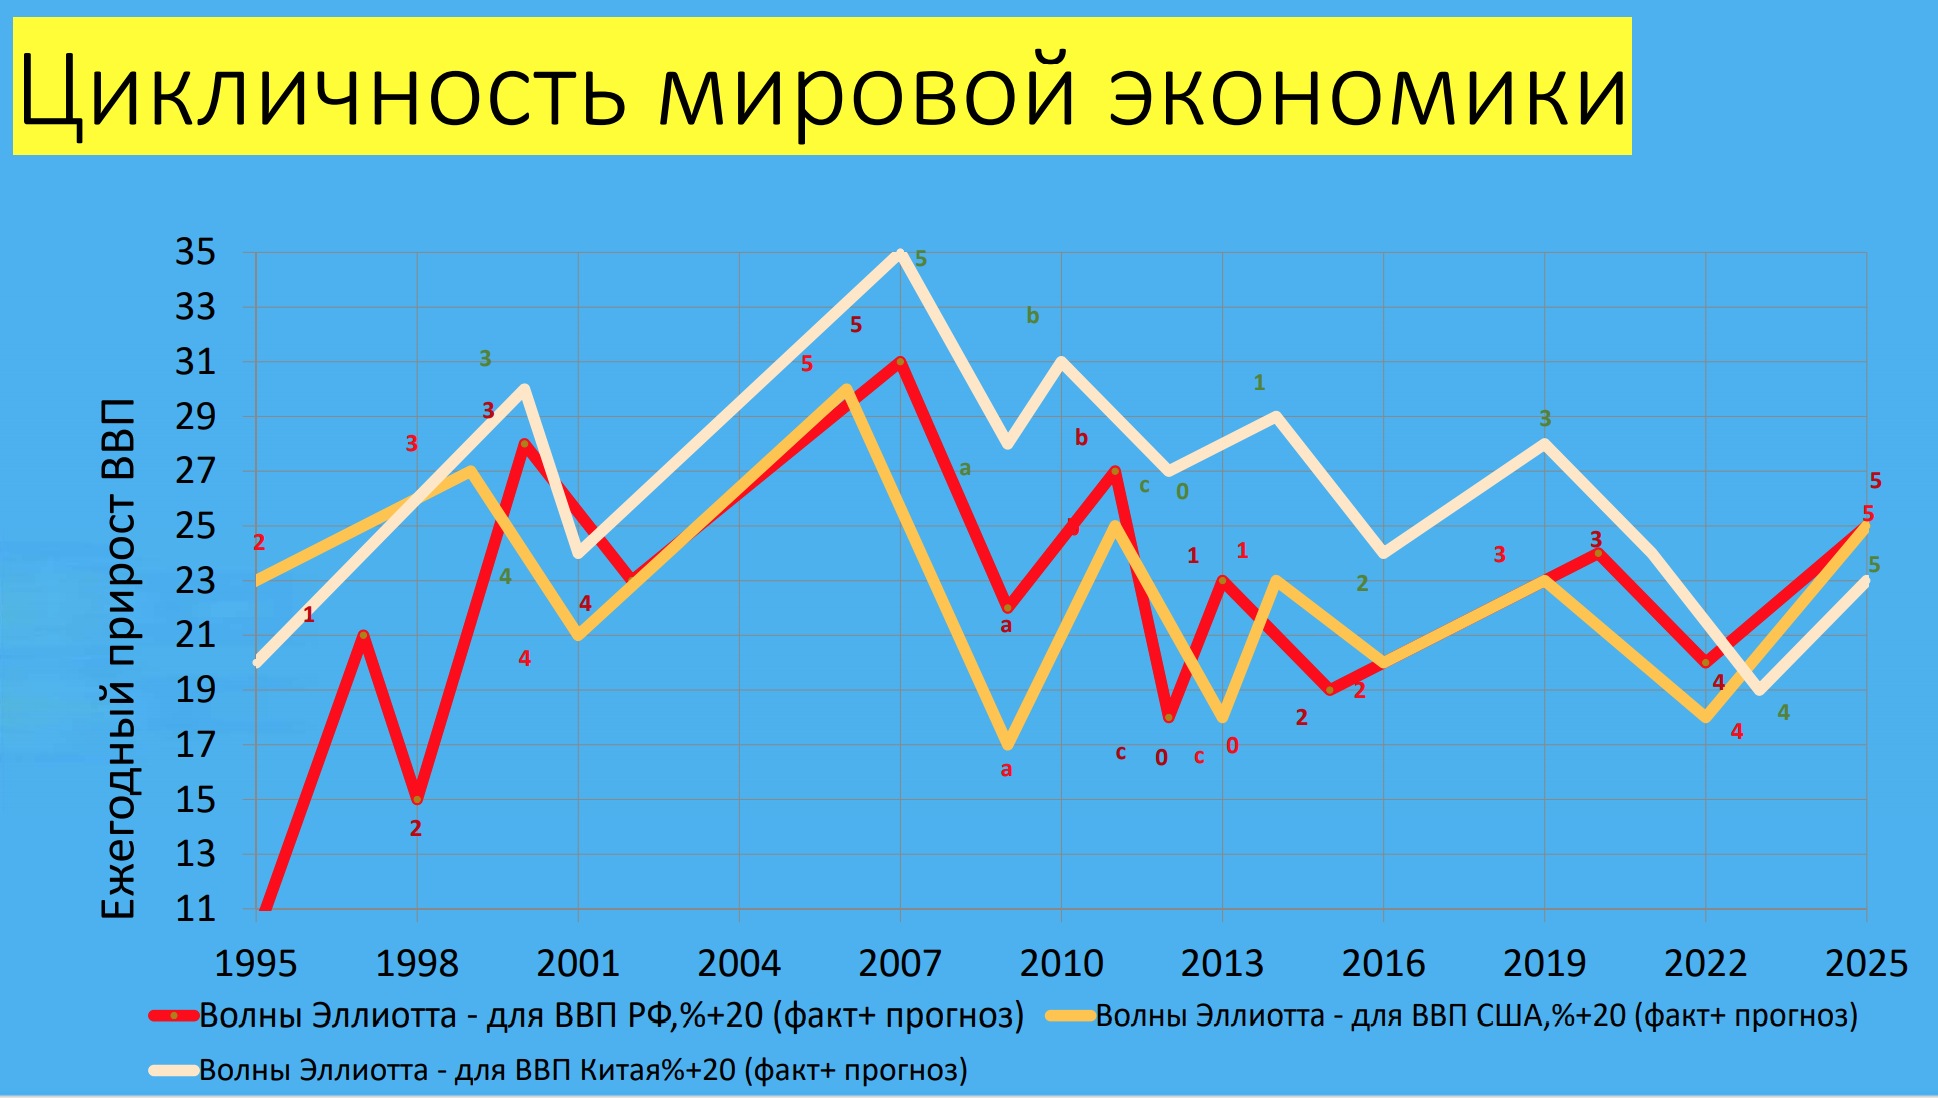 Цикличность мировой экономики
Ежегодный прирост ВВП
35
33
31
29
27
25
23
21
19
17
15
13
11
1995 1998 2001 2004 2007 2010 2013 2016 2019 2022 2025
5
b
5
3
5
1
3
3
3
b
a
5
c 0
b
5
2
3
1 1
3
4
2
5
4
1
a
4
4
2
4
2
4
c 0 c 0
a
2
Волны Эллиотта - для ВВП РФ,%+20 (факт+ прогноз)
Волны Эллиотта - для ВВП США,%+20 (факт+ прогноз)
Волны Эллиотта - для ВВП Китая%+20 (факт+ прогноз)